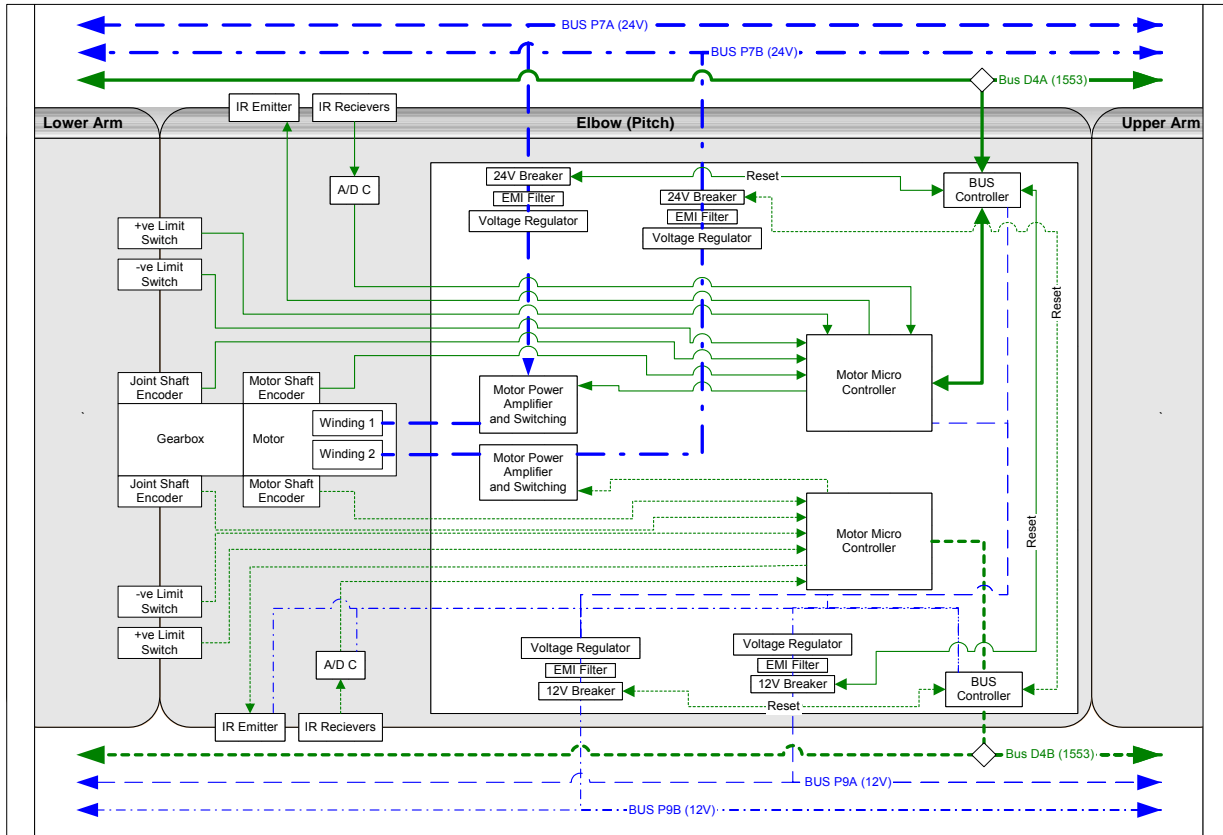 BUS P7A (24V)
BUS P7B (24V)
Bus D4A (1553)
IR Emitter
IR Recievers
Lower Arm
Elbow (Pitch)
Upper Arm
A/D C
24V Breaker
EMI Filter
Voltage Regulator
24V Breaker
EMI Filter
Voltage Regulator
Reset
BUS
Controller
+ve Limit
Switch
-ve Limit
Switch
Reset
Joint Shaft
Encoder
Motor Shaft
Encoder
Motor Power
Amplifier
and Switching
Motor Micro
Controller
Gearbox
Motor
Winding 1
Winding 2
Motor Power
Amplifier
and Switching
Joint Shaft
Encoder
Motor Shaft
Encoder
Motor Micro
Controller
Reset
-ve Limit
Switch
+ve Limit
Switch
A/D C
Voltage Regulator
EMI Filter
12V Breaker
Voltage Regulator
EMI Filter
12V Breaker
Reset
BUS
Controller
IR Emitter
IR Recievers
Bus D4B (1553)
BUS P9A (12V)
BUS P9B (12V)